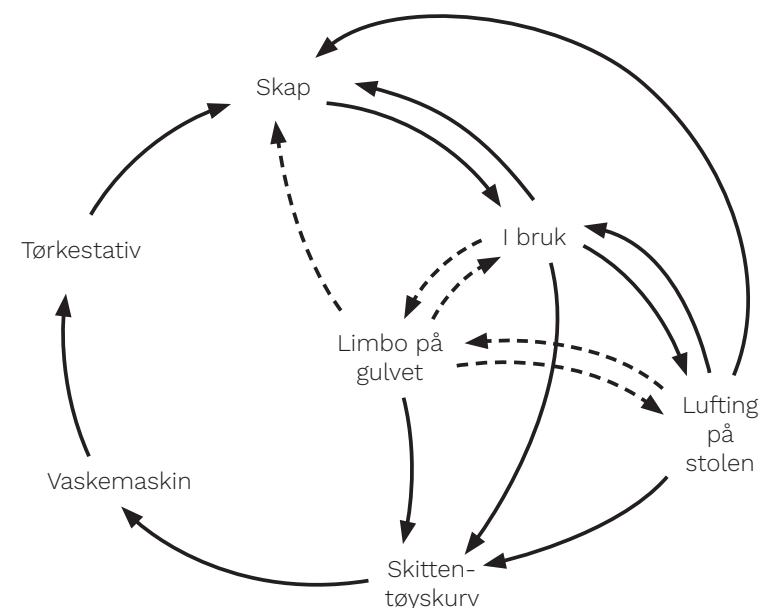 Skap
I bruk
Tørkestativ
Limbo på
gulvet
Lufting
på
stolen
Vaskemaskin
Skitten-
tøyskurv